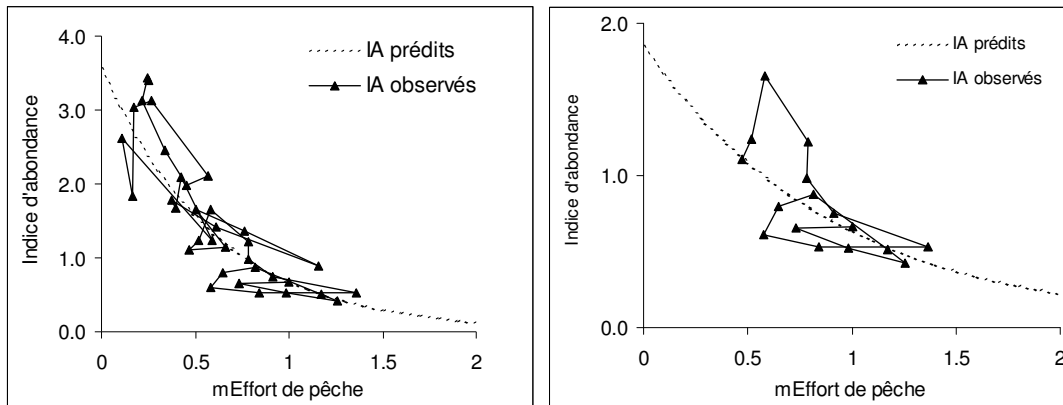 4.0
3.0
2.0
1.0
0.0
0
0.5
1
1.5
2
Indice d'abondance
mEffort de pêche
IA prédits
IA observés
2.0
1.0
0.0
0
0.5
1
1.5
2
Indice d'abondance
mEffort de pêche
IA prédits
IA observés